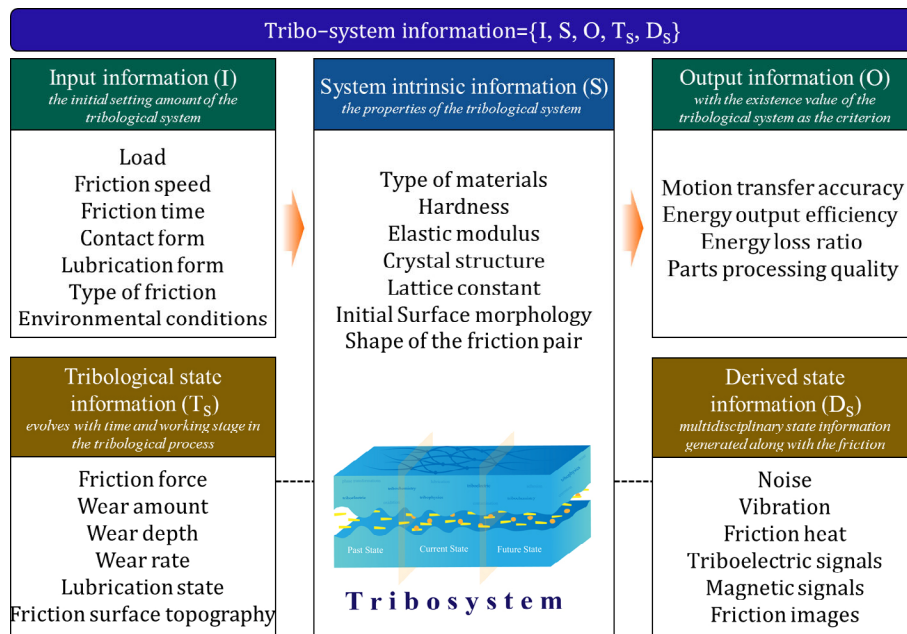 Tribo-system information={I, S, O, T_S, D_S}
Input information (I)
the initial setting amount of the
tribological system
Load
Friction speed
Friction time
Contact form
Lubrication form
Type of friction
Environmental conditions
System intrinsic information (S)
the properties of the tribological system
Type of materials
Hardness
Elastic modulus
Crystal structure
Lattice constant
Initial Surface morphology
Shape of the friction pair
Output information (O)
with the existence value of the
tribological system as the criterion
Motion transfer accuracy
Energy output efficiency
Energy loss ratio
Parts processing quality
Tribological state
information (T_S)
evolves with time and working stage in
the tribological process
Friction force
Wear amount
Wear depth
Wear rate
Lubrication state
Friction surface topography
Past State
Current State
Future State
Tribosystem
Derived state
information (D_S)
multidisciplinary state information
generated along with the friction
Noise
Vibration
Friction heat
Triboelectric signals
Magnetic signals
Friction images